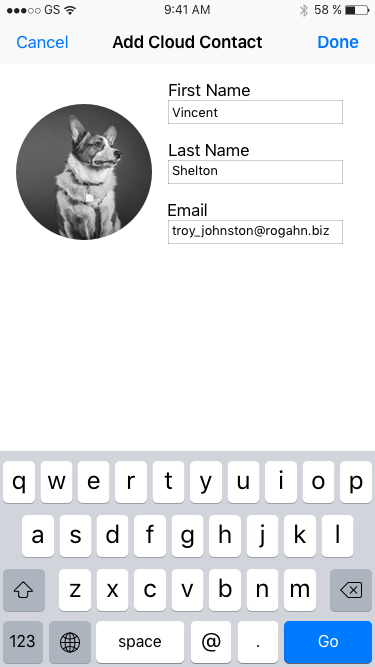 GS 9:41 AM 58 %
Cancel Add Cloud Contact Done
First Name
Vincent
Last Name
Shelton
Email
troy_johnston@rogahn.biz
q w e r t y u i o p
a s d f g h j k l
z x c v b n m
123 space @ . Go